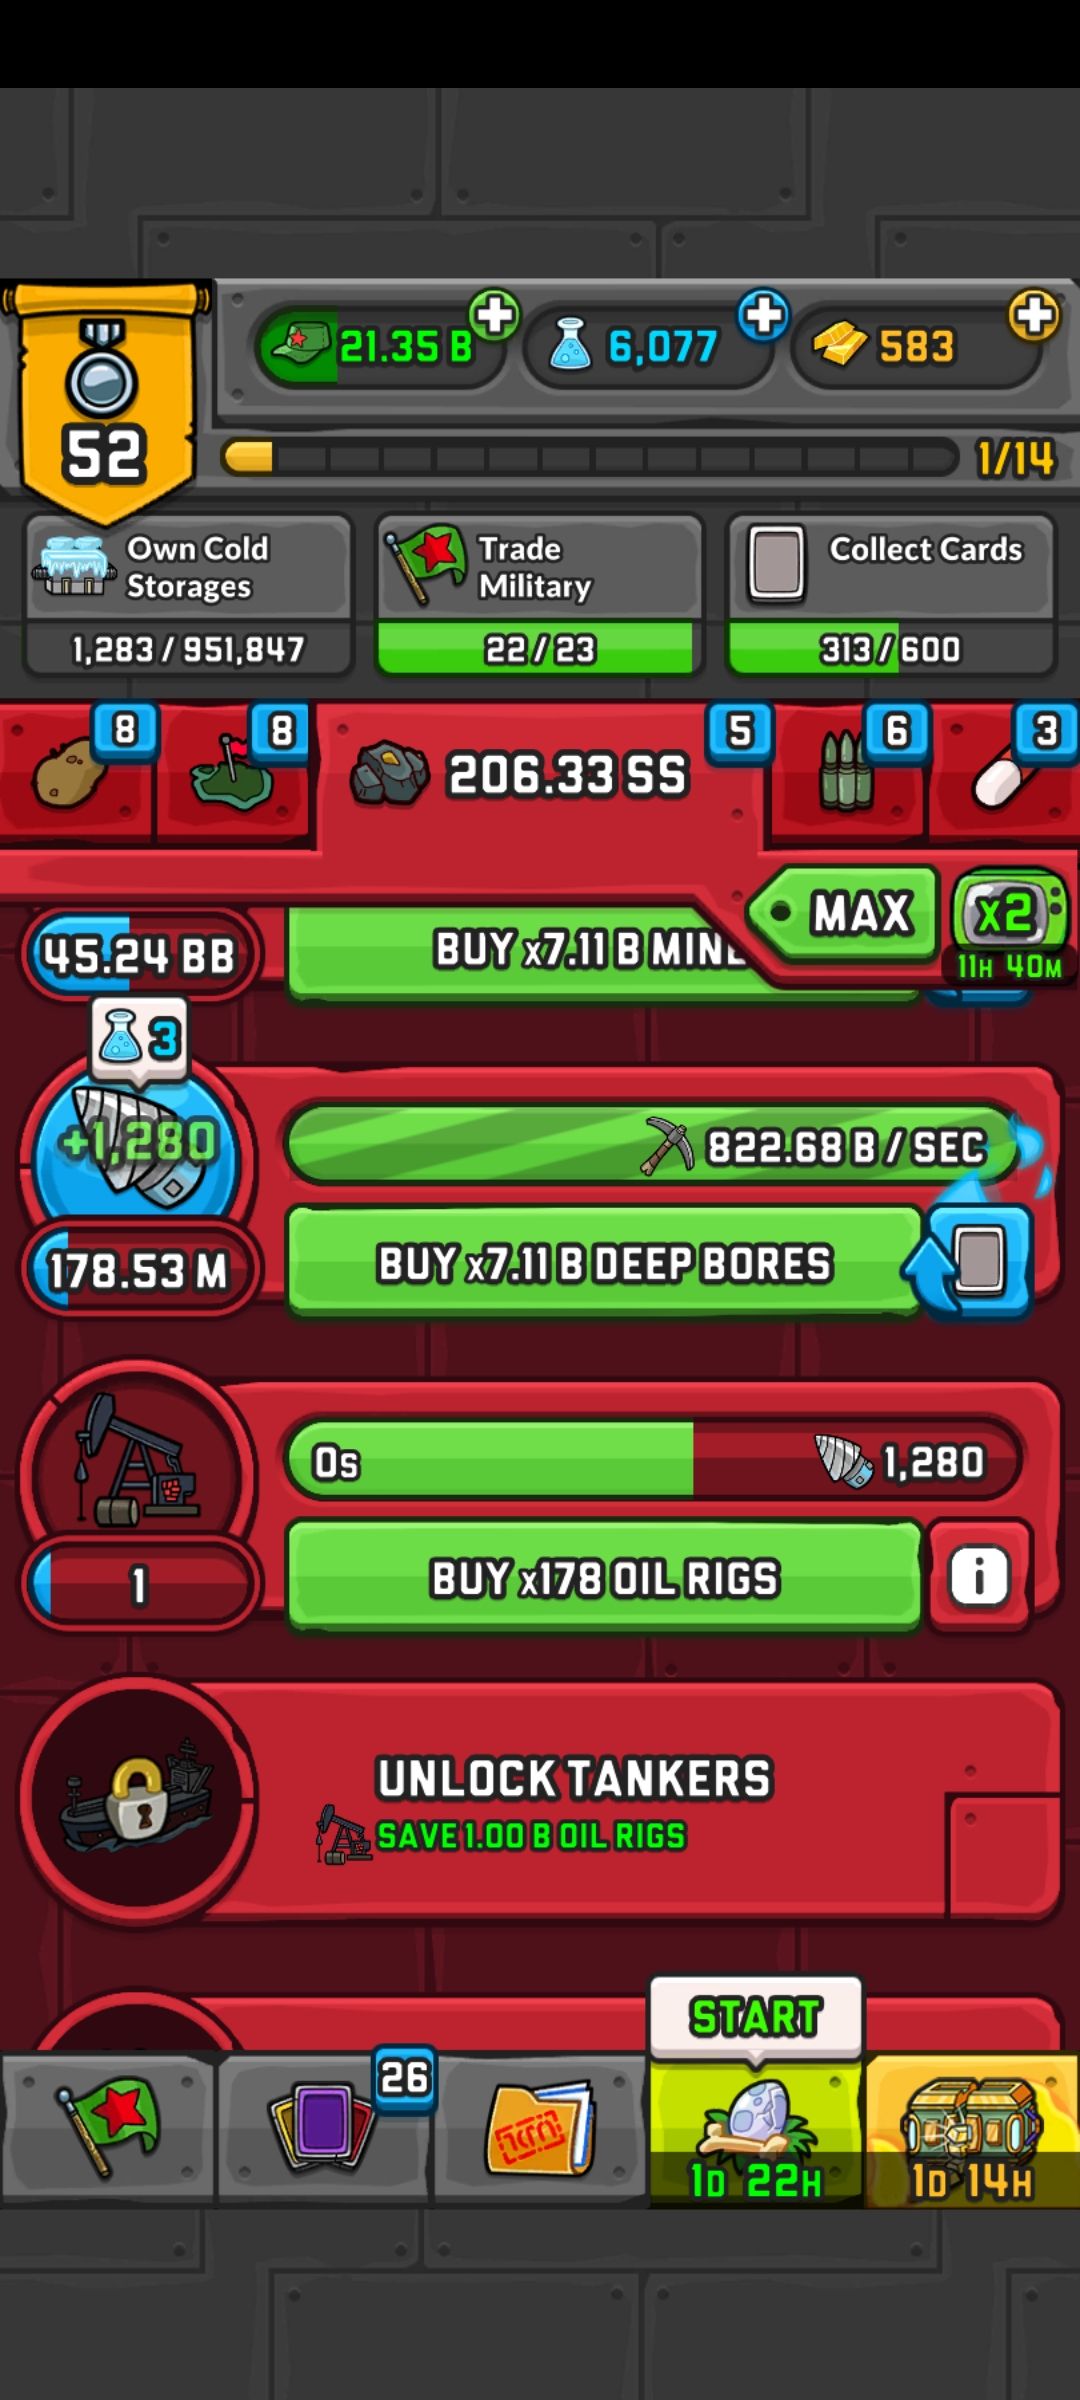 21.35 B
6,077
583
52
1/14
Own Cold
Storages
1,283 / 951,847
Trade
Military
22 / 23
Collect Cards
313 / 600
8
8
206.33 SS
5
6
3
MAX
x2
11H 40M
45.24 BB
BUY x7.11 B MINE
3
+1,280
822.68 B / SEC
178.53 M
BUY x7.11 B DEEP BORES
0s
1,280
1
BUY x178 OIL RIGS
i
UNLOCK TANKERS
SAVE 1.00 B OIL RIGS
START
26
1D 22H
1D 14H